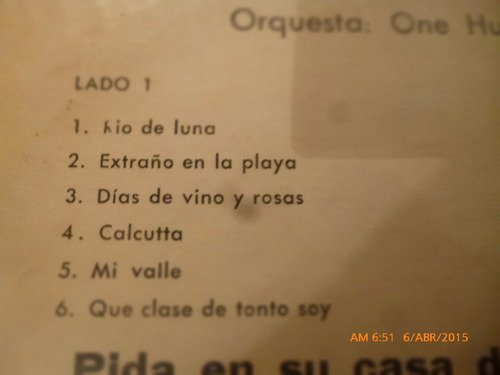 Orquesta: One Hu
LADO 1
1. Rio de luna
2. Extraño en la playa
3. Días de vino y rosas
4. Calcutta
5. Mi valle
6. Que clase de tonto soy
AM 6:51 6/ABR/2015
Pida en su casa d